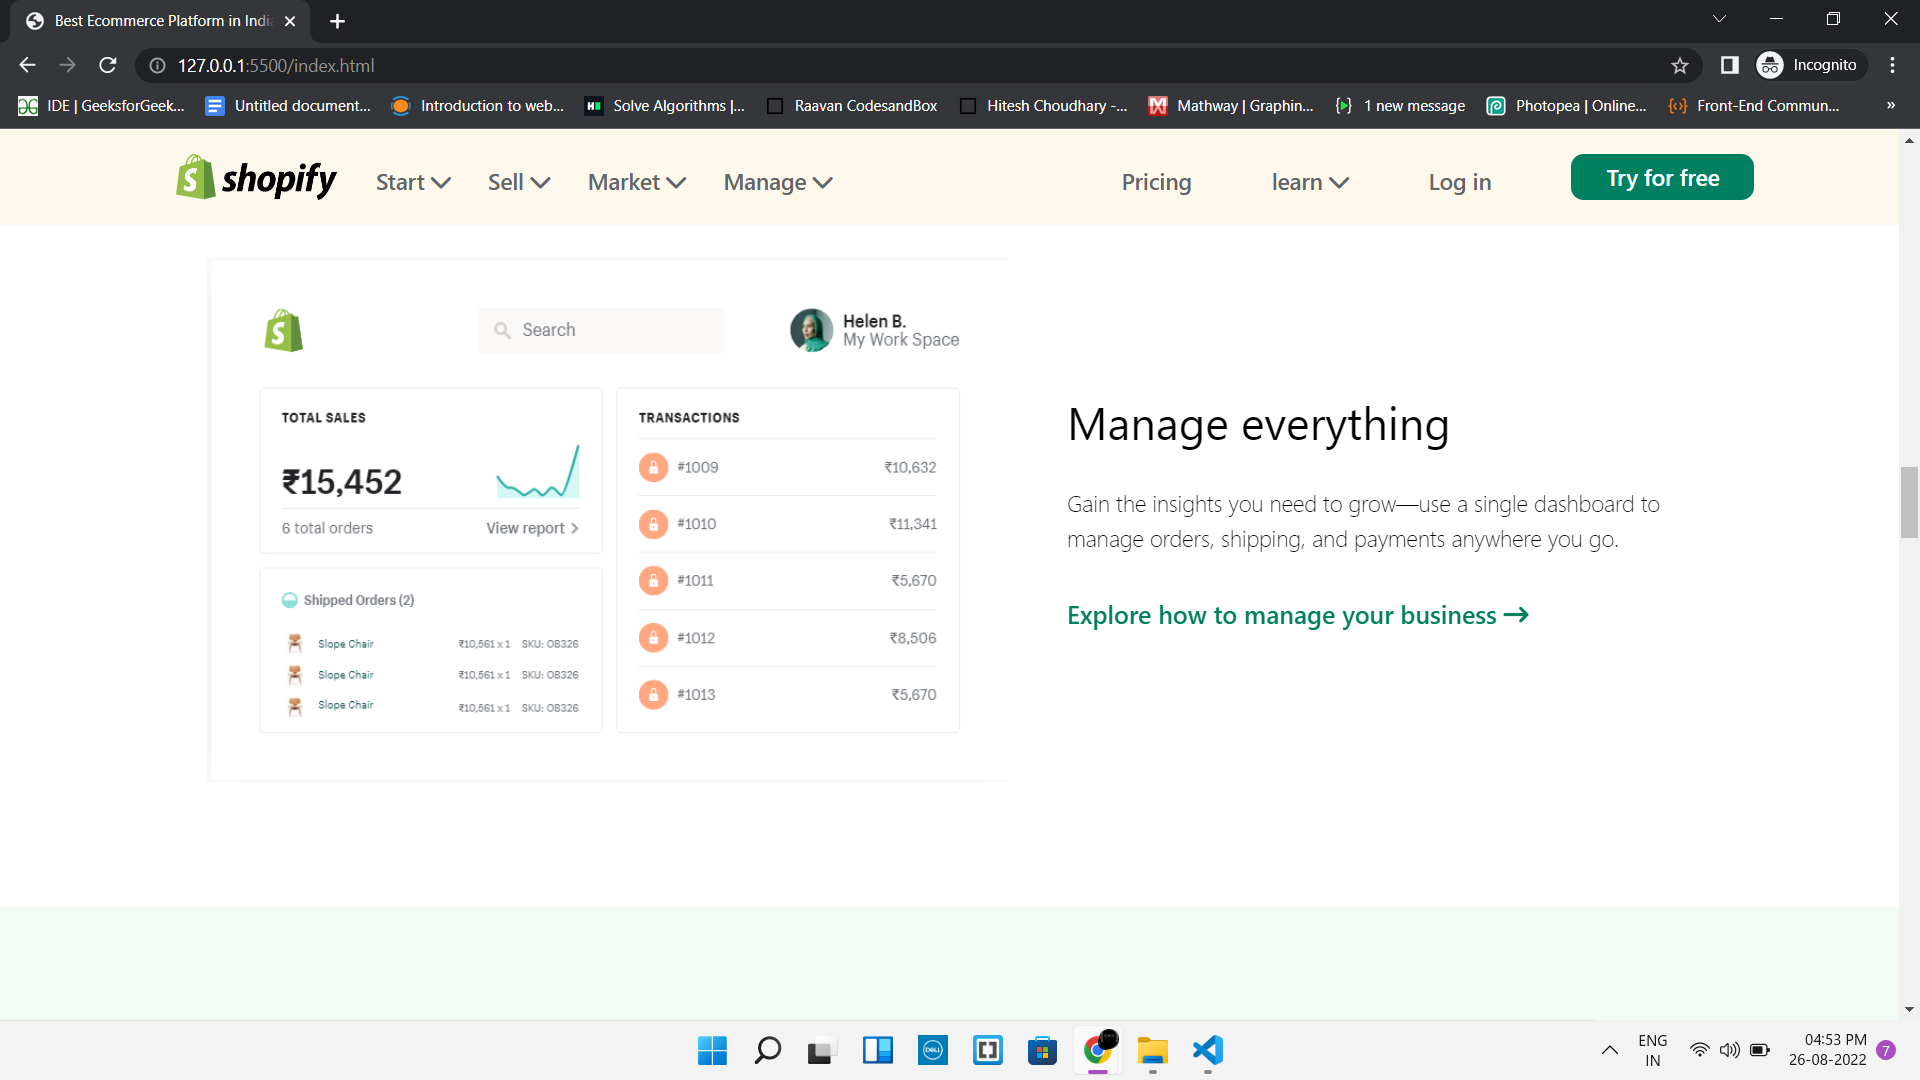 Best Ecommerce Platform in Indi
127.0.0.1:5500/index.html
Incognito
IDE | GeeksforGeek...
Untitled document...
Introduction to web...
Solve Algorithms |...
Raavan CodesandBox
Hitesh Choudhary -...
Mathway | Graphin...
1 new message
Photopea | Online...
Front-End Commun...
»
shopify
Start
Sell
Market
Manage
Pricing
learn
Log in
Try for free
Search
Helen B.
My Work Space
TOTAL SALES
₹15,452
6 total orders
View report >
Shipped Orders (2)
Slope Chair ₹10,561 x 1 SKU: OB326
Slope Chair ₹10,561 x 1 SKU: OB326
Slope Chair ₹10,561 x 1 SKU: OB326
TRANSACTIONS
#1009 ₹10,632
#1010 ₹11,341
#1011 ₹5,670
#1012 ₹8,506
#1013 ₹5,670
Manage everything
Gain the insights you need to grow—use a single dashboard to
manage orders, shipping, and payments anywhere you go.
Explore how to manage your business →
DELL
ENG
IN
04:53 PM
26-08-2022
7